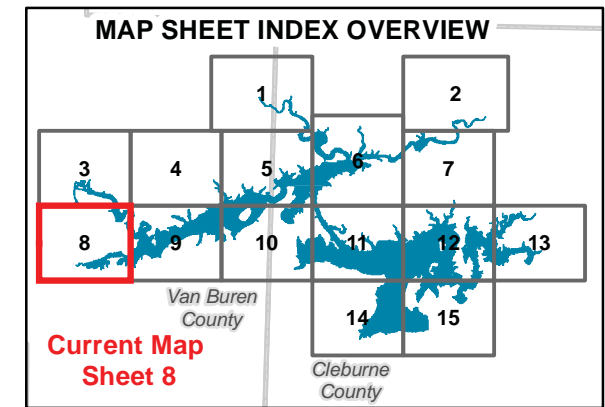 MAP SHEET INDEX OVERVIEW
1
2
3
4
5
6
7
8
9
10
11
12
13
Van Buren
County
14
15
Current Map
Sheet 8
Cleburne
County